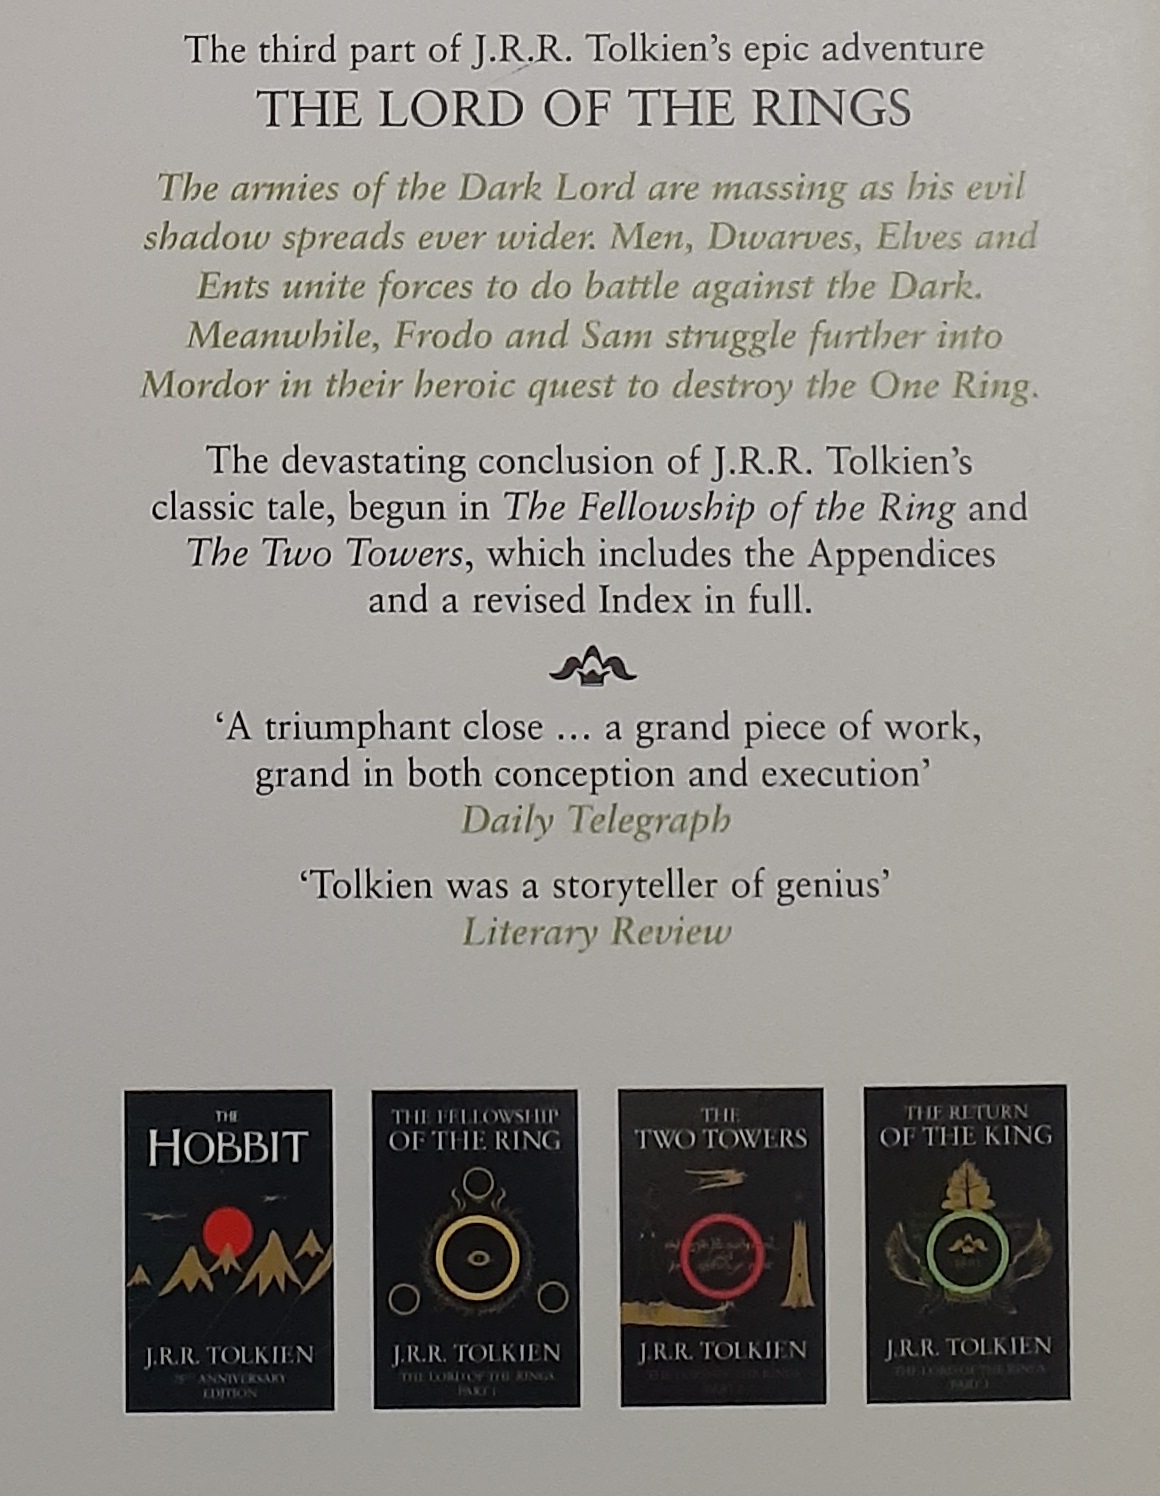 The third part of J.R.R. Tolkien's epic adventure
THE LORD OF THE RINGS
The armies of the Dark Lord are massing as his evil
shadow spreads ever wider. Men, Dwarves, Elves and
Ents unite forces to do battle against the Dark.
Meanwhile, Frodo and Sam struggle further into
Mordor in their heroic quest to destroy the One Ring.
The devastating conclusion of J.R.R. Tolkien's
classic tale, begun in The Fellowship of the Ring and
The Two Towers, which includes the Appendices
and a revised Index in full.
‘A triumphant close ... a grand piece of work,
grand in both conception and execution’
Daily Telegraph
‘Tolkien was a storyteller of genius’
Literary Review
THE
HOBBIT
J.R.R. TOLKIEN
ANNIVERSARY
EDITION
THE FELLOWSHIP
OF THE RING
J.R.R. TOLKIEN
THE LORD OF THE RINGS
PART I
THE
TWO TOWERS
J.R.R. TOLKIEN
THE RETURN
OF THE KING
J.R.R. TOLKIEN
THE LORD OF THE RINGS